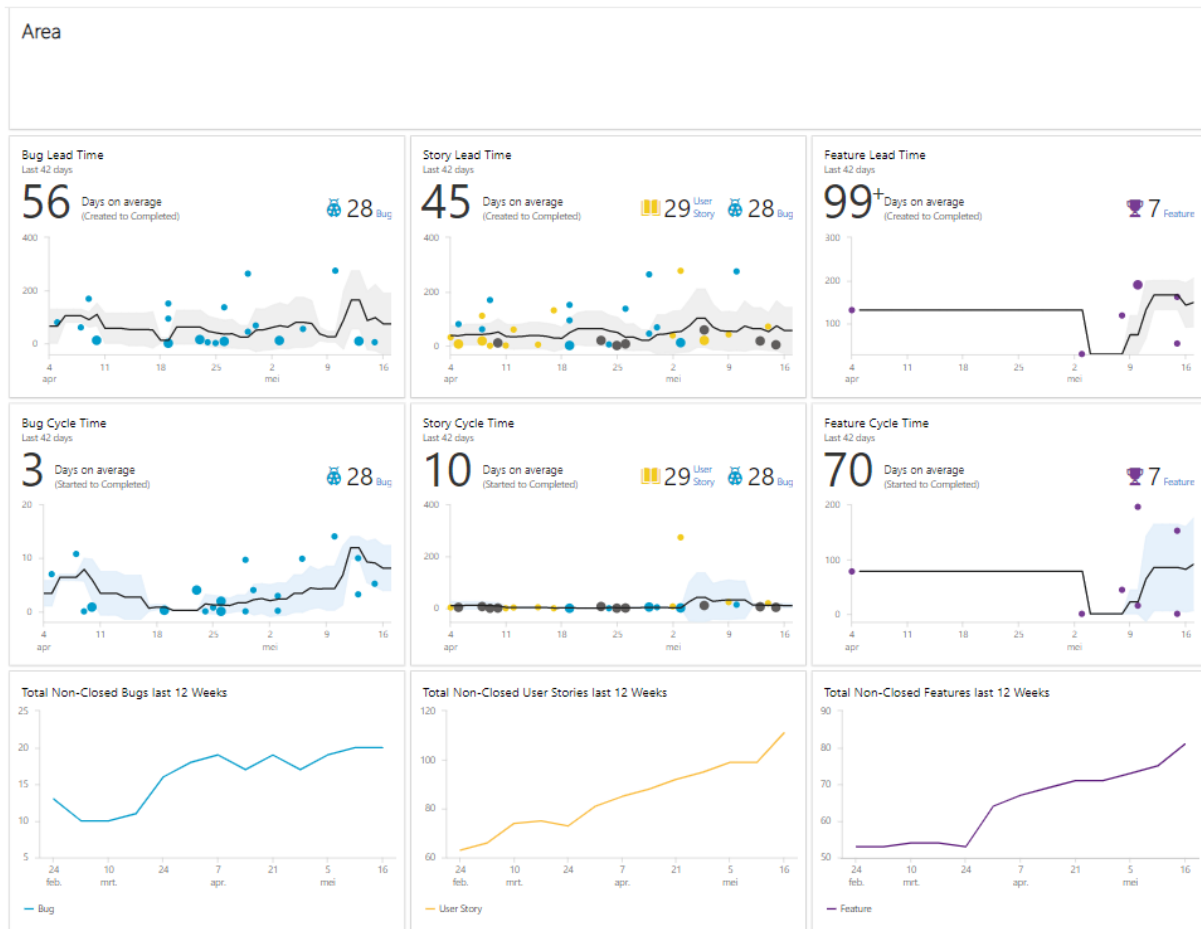 Area
Bug Lead Time
Last 42 days
56 Days on average
(Created to Completed)
28 Bug
400
200
0
4 11 18 25 2 9 16
apr mei
Story Lead Time
Last 42 days
45 Days on average
(Created to Completed)
29 User Story 28 Bug
400
200
0
4 11 18 25 2 9 16
apr mei
Feature Lead Time
Last 42 days
99+ Days on average
(Created to Completed)
7 Feature
300
200
100
4 11 18 25 2 9 16
apr mei
Bug Cycle Time
Last 42 days
3 Days on average
(Started to Completed)
28 Bug
20
10
0
4 11 18 25 2 9 16
apr mei
Story Cycle Time
Last 42 days
10 Days on average
(Started to Completed)
29 User Story 28 Bug
400
200
0
4 11 18 25 2 9 16
apr mei
Feature Cycle Time
Last 42 days
70 Days on average
(Started to Completed)
7 Feature
200
100
0
4 11 18 25 2 9 16
apr mei
Total Non-Closed Bugs last 12 Weeks
25
20
15
10
5
24 10 24 7 21 5 16
feb. mrt. apr. mei
Bug
Total Non-Closed User Stories last 12 Weeks
120
100
80
60
24 10 24 7 21 5 16
feb. mrt. apr. mei
User Story
Total Non-Closed Features last 12 Weeks
90
80
70
60
50
24 10 24 7 21 5 16
feb. mrt. apr. mei
Feature